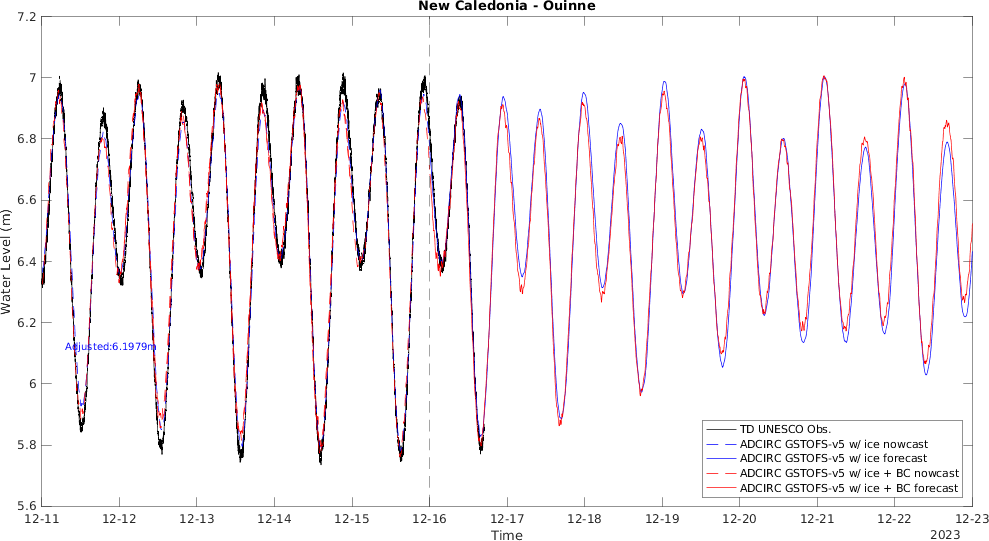 New Caledonia - Ouinne
7.2
7
6.8
6.6
6.4
6.2
6
5.8
5.6
Water Level (m)
Adjusted:6.1979m
TD UNESCO Obs.
ADCIRC GSTOFS-v5 w/ ice nowcast
ADCIRC GSTOFS-v5 w/ ice forecast
ADCIRC GSTOFS-v5 w/ ice + BC nowcast
ADCIRC GSTOFS-v5 w/ ice + BC forecast
12-11 12-12 12-13 12-14 12-15 12-16 12-17 12-18 12-19 12-20 12-21 12-22 12-23
Time
2023